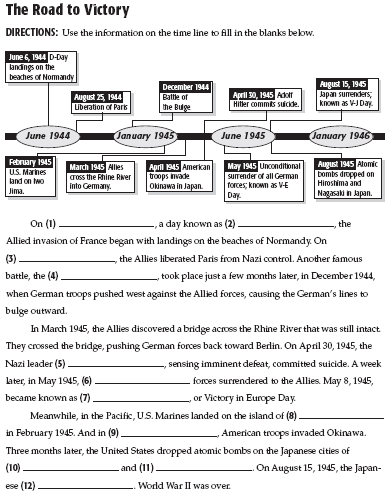 The Road to Victory
DIRECTIONS: Use the information on the time line to fill in the blanks below.
June 6, 1944 D-Day
landings on the
beaches of Normandy
August 25, 1944
Liberation of Paris
December 1944
Battle of
the Bulge
April 30, 1945 Adolf
Hitler commits suicide.
August 15, 1945
Japan surrenders;
known as V-J Day.
June 1944
January 1945
June 1945
January 1946
February 1945
U.S. Marines
land on Iwo
Jima.
March 1945 Allies
cross the Rhine River
into Germany.
April 1945 American
troops invade
Okinawa in Japan.
May 1945 Unconditional
surrender of all German
forces; known as V-E
Day.
August 1945 Atomic
bombs dropped on
Hiroshima and
Nagasaki in Japan.
On (1) ____________, a day known as (2) ____________, the
Allied invasion of France began with landings on the beaches of Normandy. On
(3) ____________, the Allies liberated Paris from Nazi control. Another famous
battle, the (4) ____________, took place just a few months later, in December 1944,
when German troops pushed west against the Allied forces, causing the German's lines to
bulge outward.
In March 1945, the Allies discovered a bridge across the Rhine River that was still intact.
They crossed the bridge, pushing German forces back toward Berlin. On April 30, 1945, the
Nazi leader (5) ____________, sensing imminent defeat, committed suicide. A week
later, in May 1945, (6) ____________ forces surrendered to the Allies. May 8, 1945,
became known as (7) ____________, or Victory in Europe Day.
Meanwhile, in the Pacific, U.S. Marines landed on the island of (8) ____________
in February 1945. And in (9) ____________, American troops invaded Okinawa.
Three months later, the United States dropped atomic bombs on the Japanese cities of
(10) ____________ and (11) ____________. On August 15, 1945, the Japan-
ese (12) ____________. World War II was over.